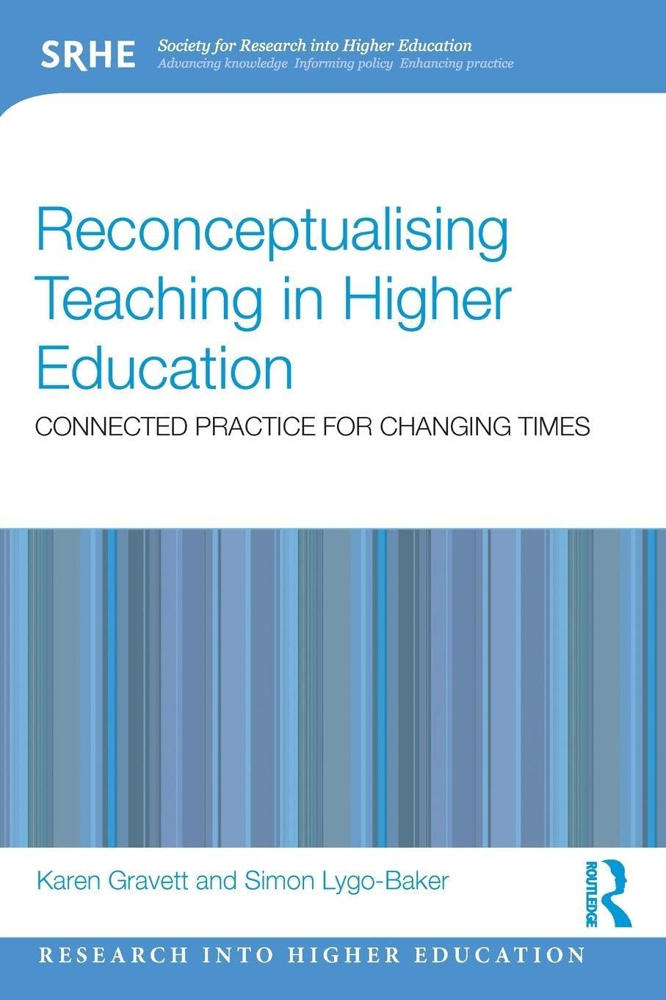 SRHE
Society for Research into Higher Education
Advancing knowledge Informing policy Enhancing practice
Reconceptualising
Teaching in Higher
Education
CONNECTED PRACTICE FOR CHANGING TIMES
Karen Gravett and Simon Lygo-Baker
ROUTLEDGE
RESEARCH INTO HIGHER EDUCATION